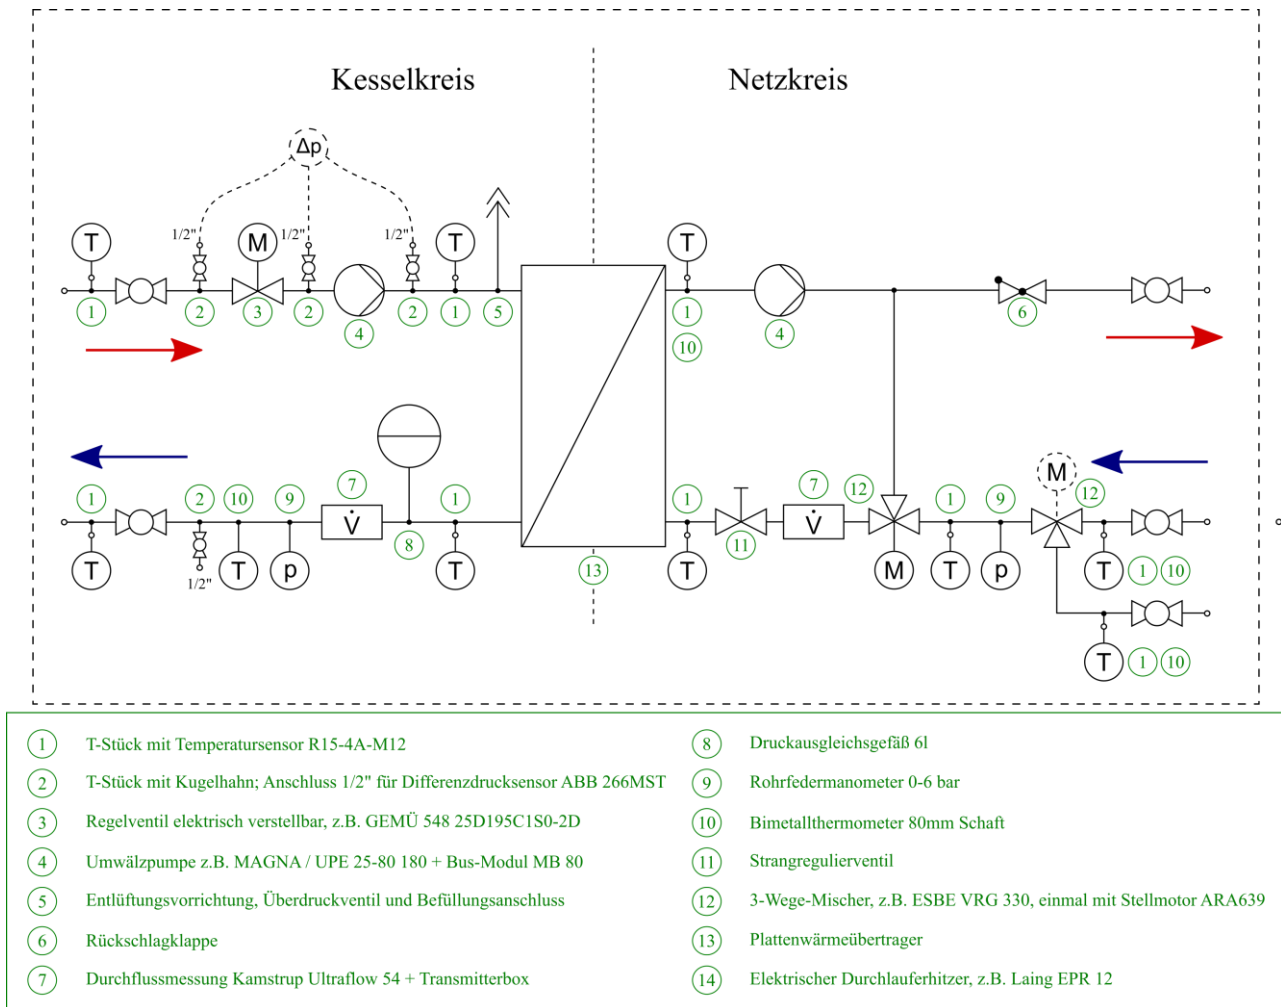 Kesselkreis Netzkreis
Δp
1/2" 1/2" 1/2"
T M T T
1 2 3 2 4 2 1 5 1 4 6
10
M
1 2 10 9 7 1 1 7 12 1 9 12
V̇ V̇
8 11
T 1/2" T p T 13 T M T p T 1 10
T 1 10
1 T-Stück mit Temperatursensor R15-4A-M12
2 T-Stück mit Kugelhahn; Anschluss 1/2" für Differenzdrucksensor ABB 266MST
3 Regelventil elektrisch verstellbar, z.B. GEMÜ 548 25D195C1S0-2D
4 Umwälzpumpe z.B. MAGNA / UPE 25-80 180 + Bus-Modul MB 80
5 Entlüftungsvorrichtung, Überdruckventil und Befüllungsanschluss
6 Rückschlagklappe
7 Durchflussmessung Kamstrup Ultraflow 54 + Transmitterbox
8 Druckausgleichsgefäß 6l
9 Rohrfedermanometer 0-6 bar
10 Bimetallthermometer 80mm Schaft
11 Strangregulierventil
12 3-Wege-Mischer, z.B. ESBE VRG 330, einmal mit Stellmotor ARA639
13 Plattenwärmeübertrager
14 Elektrischer Durchlauferhitzer, z.B. Laing EPR 12